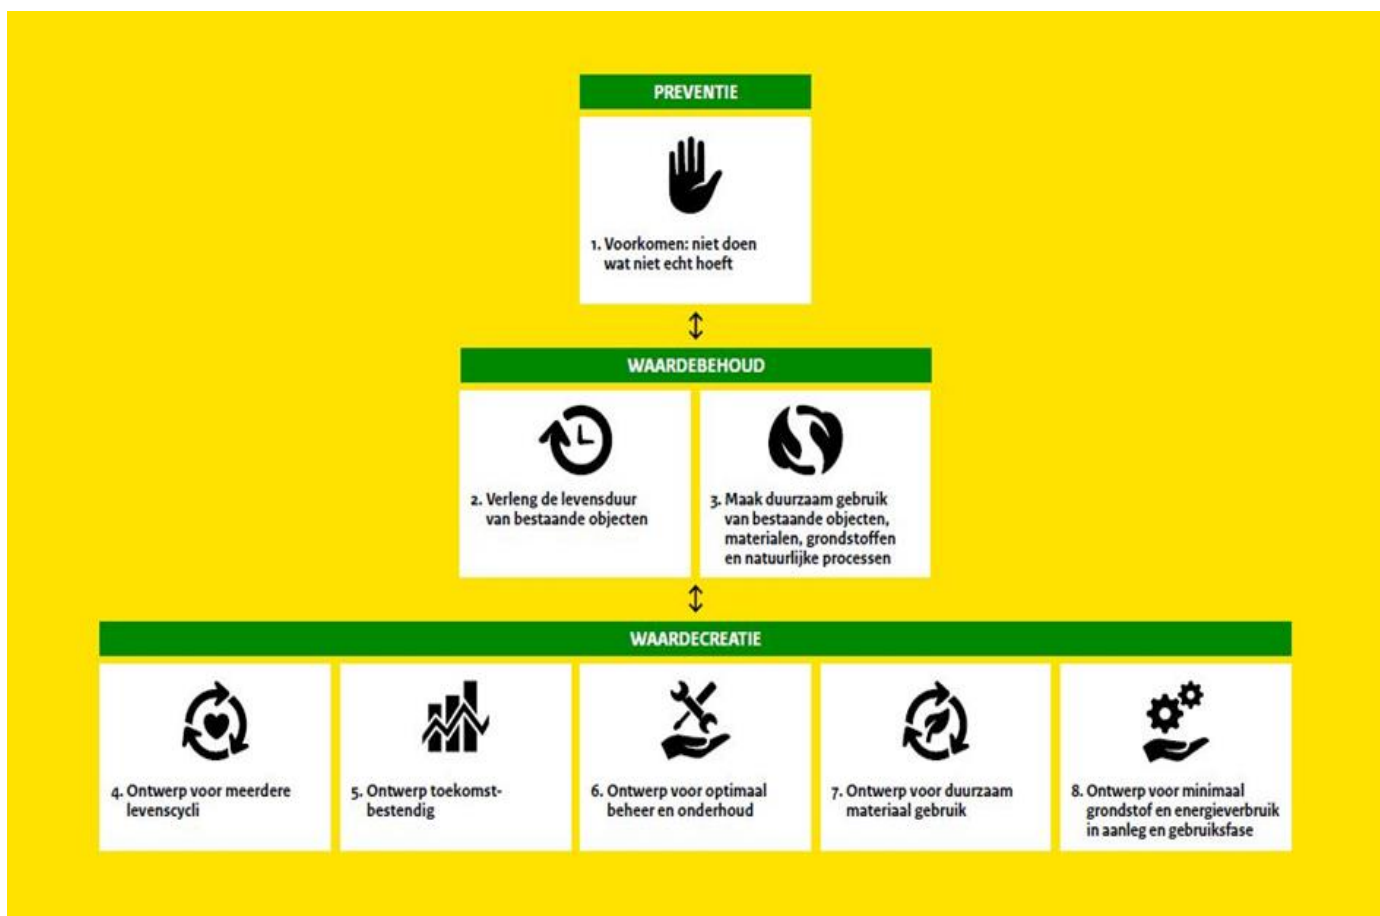 PREVENTIE
1. Voorkomen: niet doen
wat niet echt hoeft
WAARDEBEHOUD
2. Verleng de levensduur
van bestaande objecten
3. Maak duurzaam gebruik
van bestaande objecten,
materialen, grondstoffen
en natuurlijke processen
WAARDECREATIE
4. Ontwerp voor meerdere
levenscycli
5. Ontwerp toekomst-
bestendig
6. Ontwerp voor optimaal
beheer en onderhoud
7. Ontwerp voor duurzaam
materiaal gebruik
8. Ontwerp voor minimaal
grondstof en energieverbruik
in aanleg en gebruiksfase